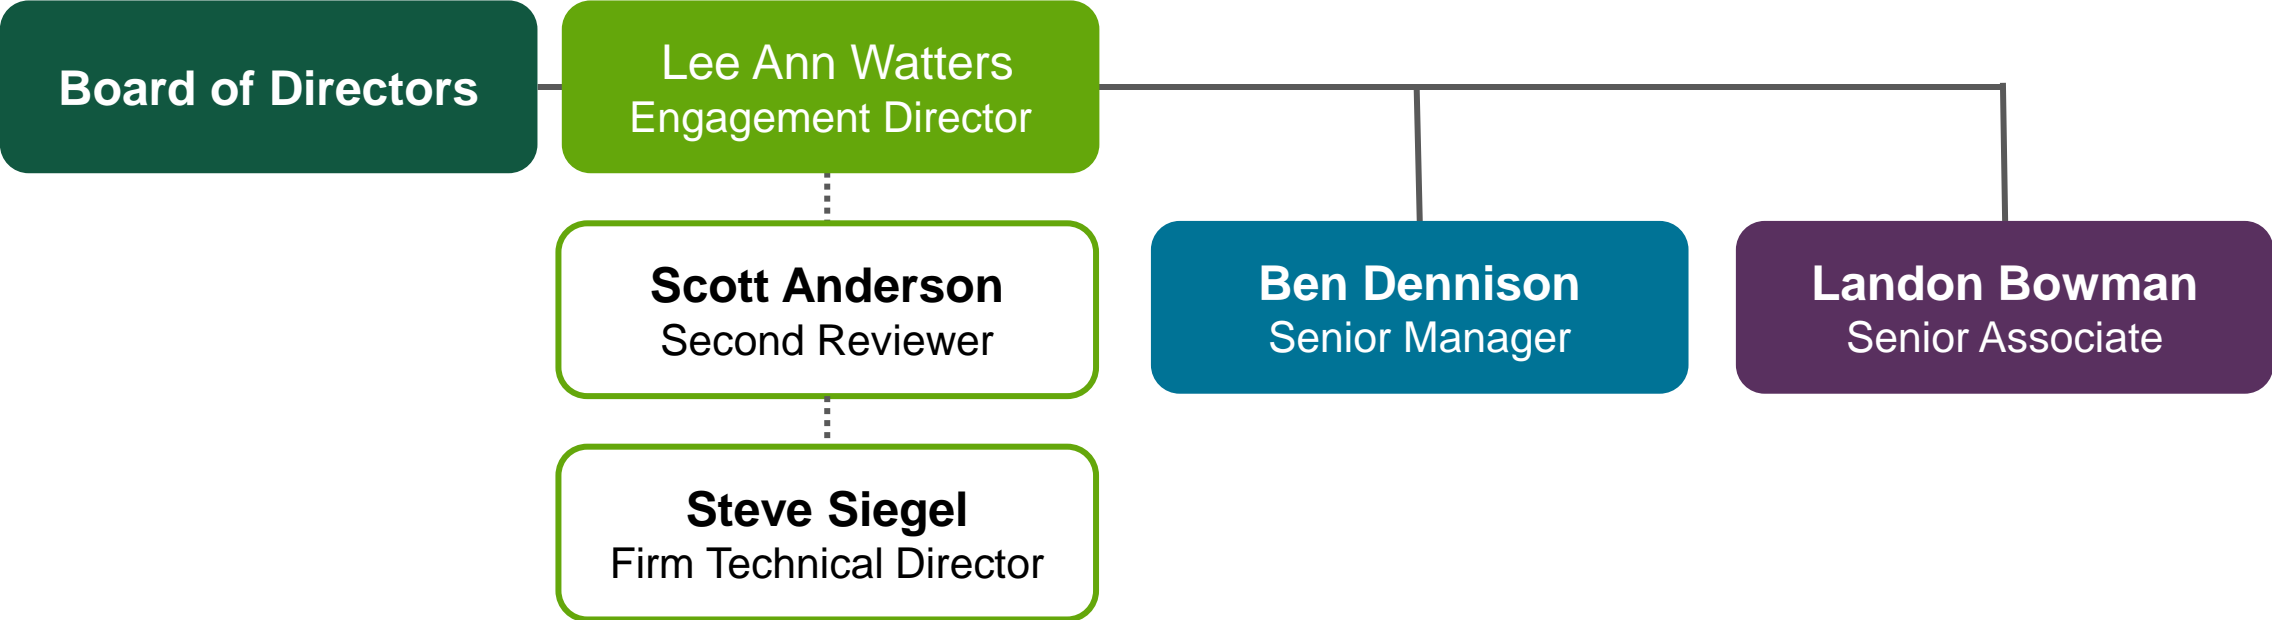 Board of Directors
Lee Ann Watters
Engagement Director
Scott Anderson
Second Reviewer
Ben Dennison
Senior Manager
Landon Bowman
Senior Associate
Steve Siegel
Firm Technical Director